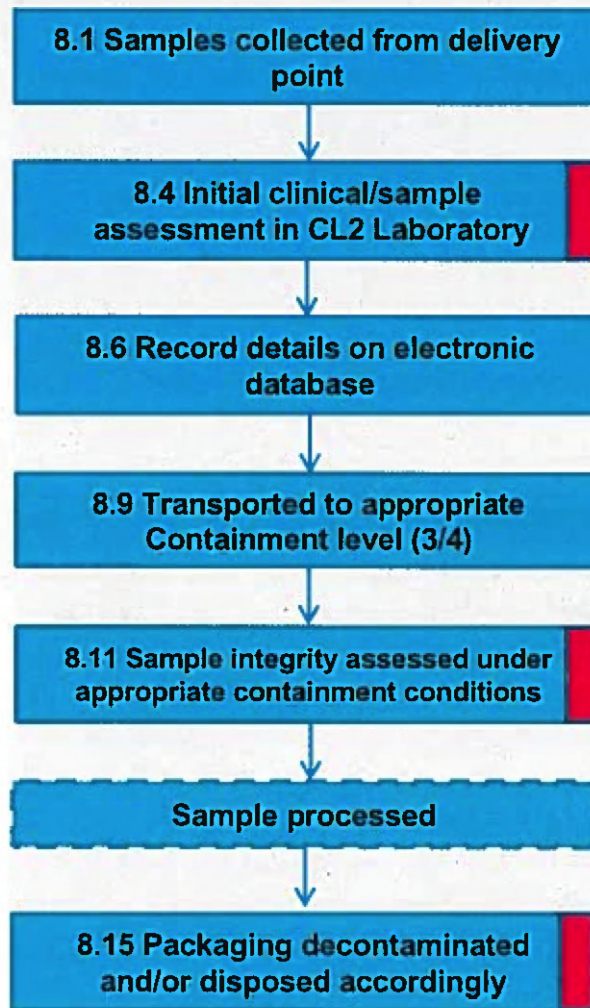 8.1 Samples collected from delivery
point
8.4 Initial clinical/sample
assessment in CL2 Laboratory
8.6 Record details on electronic
database
8.9 Transported to appropriate
Containment level (3/4)
8.11 Sample integrity assessed under
appropriate containment conditions
Sample processed
8.15 Packaging decontaminated
and/or disposed accordingly